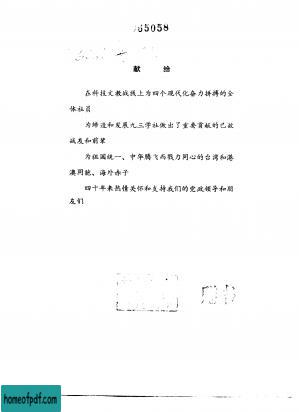 65058
献 给
在科技文教战线上为四个现代化奋力拼搏的全
体社员
为缔造和发展九三学社做出了重要贡献的已故
战友和前辈
为祖国统一、中华腾飞而戮力同心的台湾和港
澳同胞、海外赤子
四十年来热情关怀和支持我们的党政领导和朋
友们
homeofpdf.com